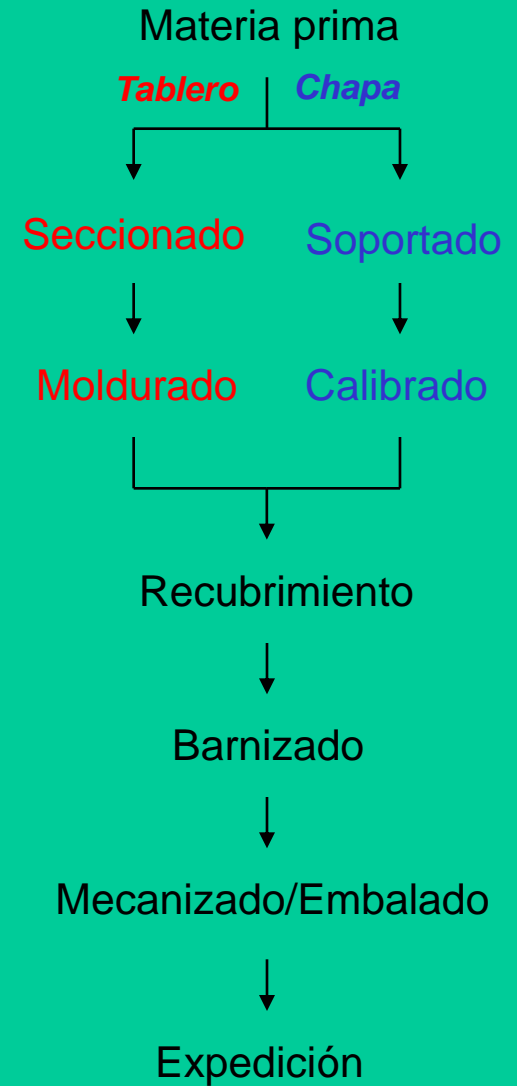 Materia prima
Tablero Chapa
Seccionado Soportado
Moldurado Calibrado
Recubrimiento
Barnizado
Mecanizado/Embalado
Expedición